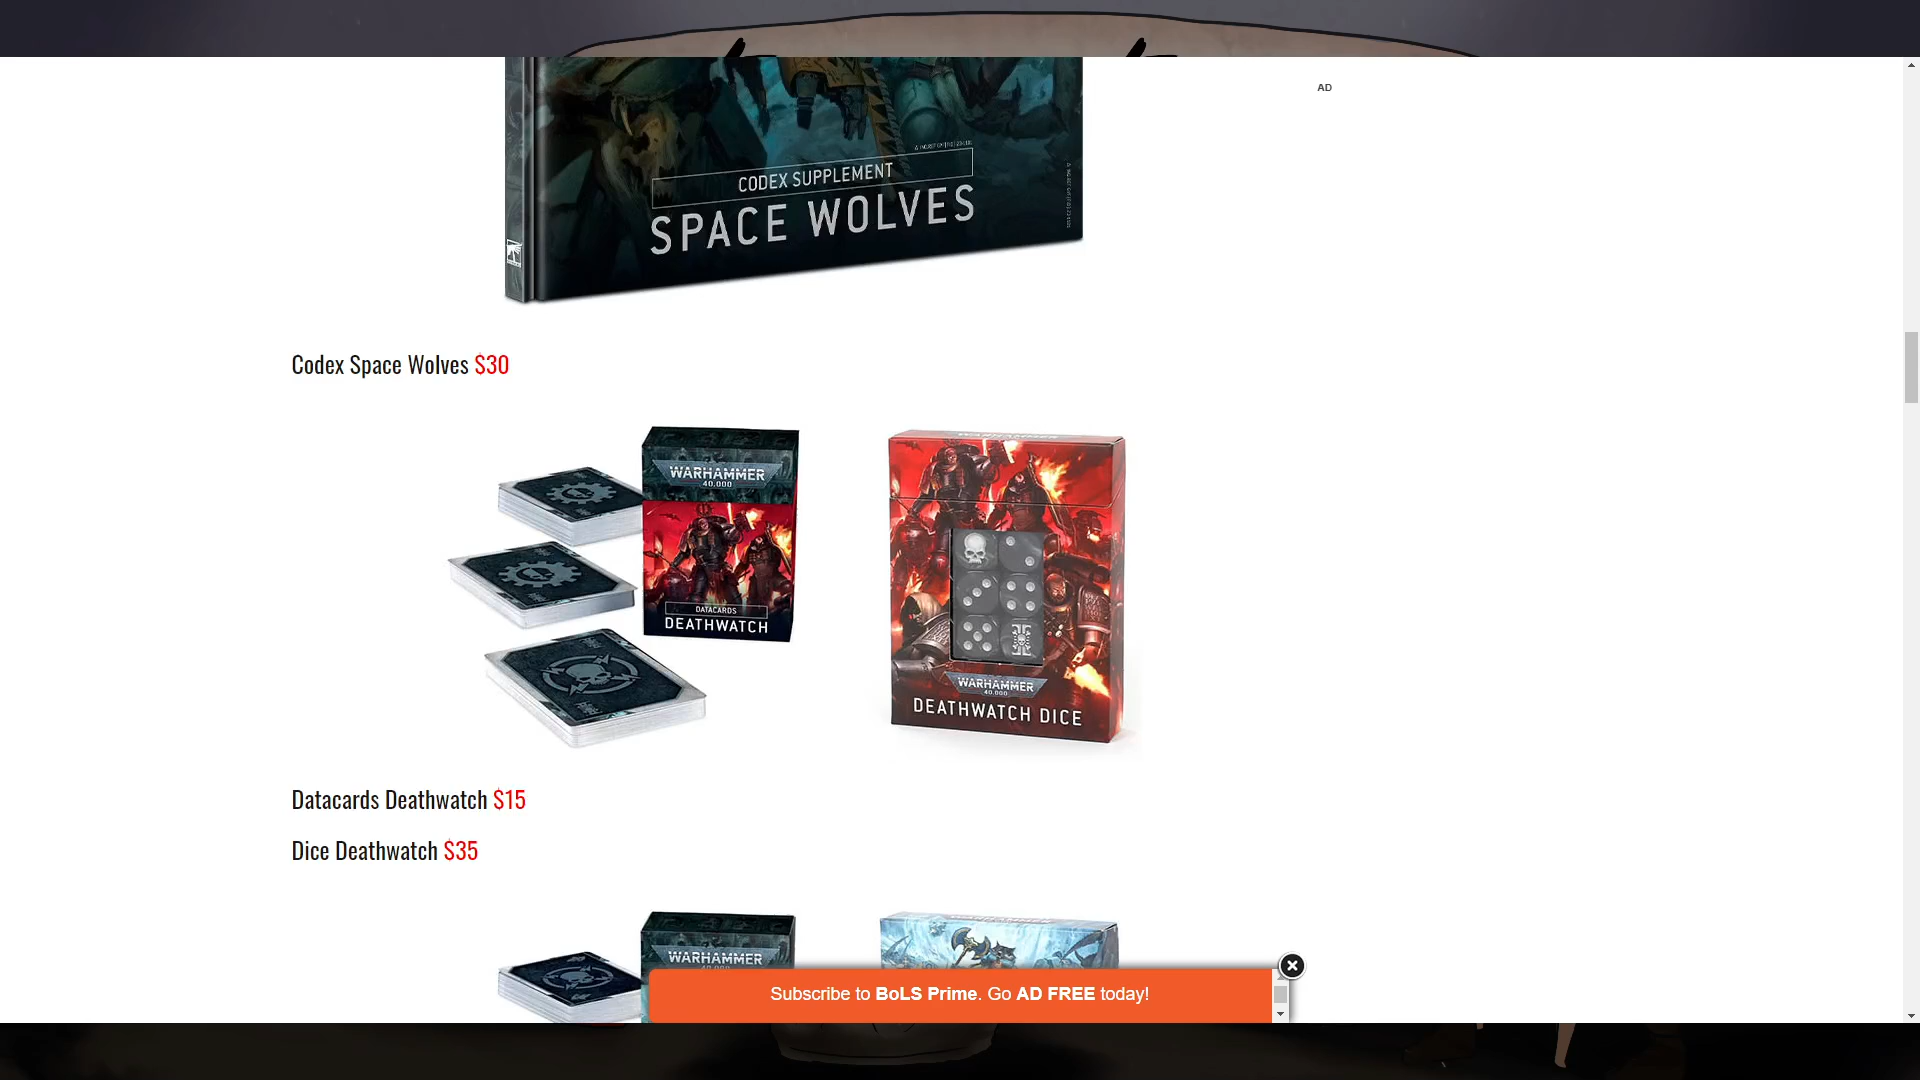 AD
CODEX SUPPLEMENT
SPACE WOLVES
Codex Space Wolves $30
WARHAMMER
40,000
DATACARDS
DEATHWATCH
WARHAMMER
40,000
DEATHWATCH DICE
Datacards Deathwatch $15
Dice Deathwatch $35
WARHAMMER
Subscribe to BoLS Prime. Go AD FREE today!